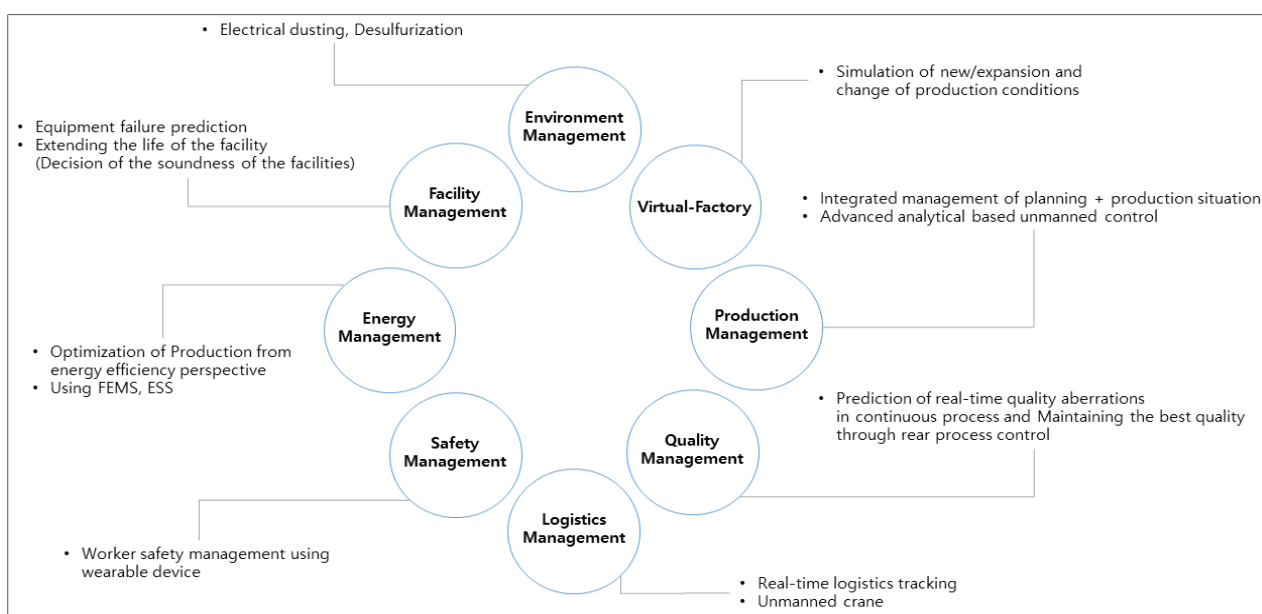 • Electrical dusting, Desulfurization
• Simulation of new/expansion and
change of production conditions
Environment
Management
• Equipment failure prediction
• Extending the life of the facility
(Decision of the soundness of the facilities)
Facility
Management
Virtual-Factory
• Integrated management of planning + production situation
• Advanced analytical based unmanned control
Energy
Management
Production
Management
• Optimization of Production from
energy efficiency perspective
• Using FEMS, ESS
• Prediction of real-time quality aberrations
in continuous process and Maintaining the best quality
through rear process control
Safety
Management
Quality
Management
Logistics
Management
• Worker safety management using
wearable device
• Real-time logistics tracking
• Unmanned crane